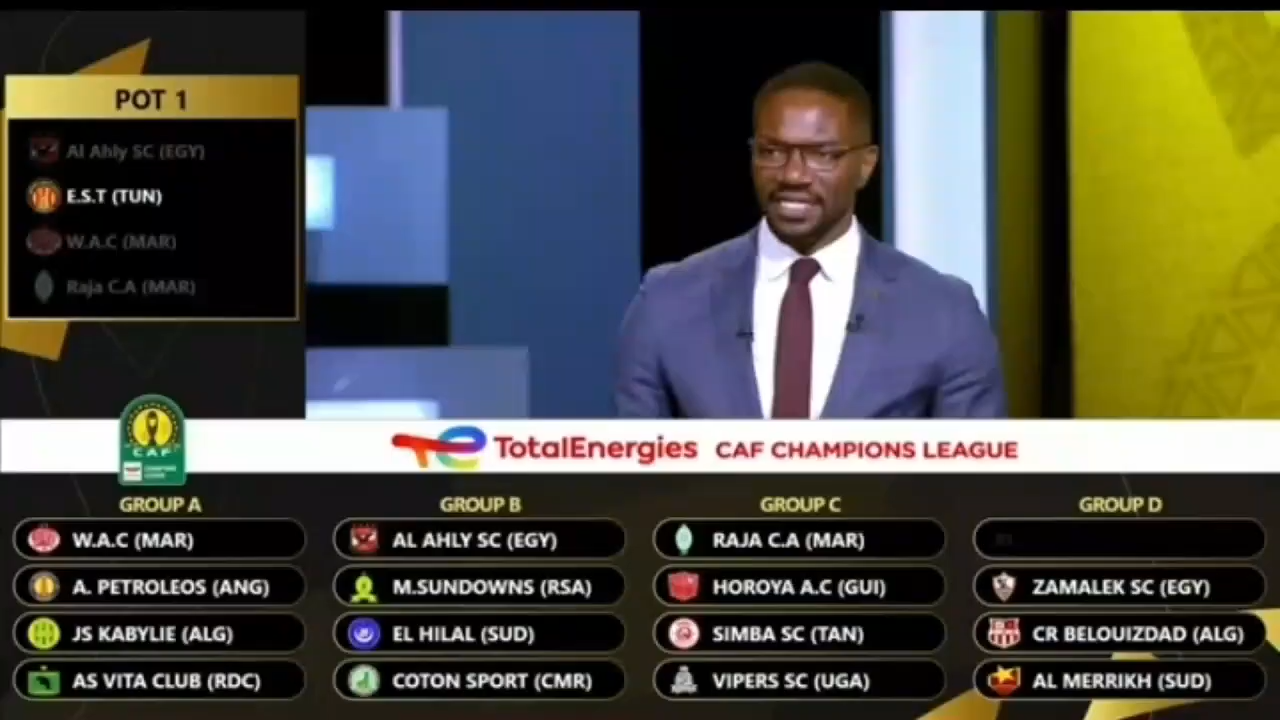 POT 1
Al Ahly SC (EGY)
E.S.T (TUN)
W.A.C (MAR)
Raja C.A (MAR)
CAF
TotalEnergies CAF CHAMPIONS LEAGUE
GROUP A
W.A.C (MAR)
A. PETROLEOS (ANG)
JS KABYLIE (ALG)
AS VITA CLUB (RDC)
GROUP B
AL AHLY SC (EGY)
M.SUNDOWNS (RSA)
EL HILAL (SUD)
COTON SPORT (CMR)
GROUP C
RAJA C.A (MAR)
HOROYA A.C (GUI)
SIMBA SC (TAN)
VIPERS SC (UGA)
GROUP D
ZAMALEK SC (EGY)
CR BELOUIZDAD (ALG)
AL MERRIKH (SUD)